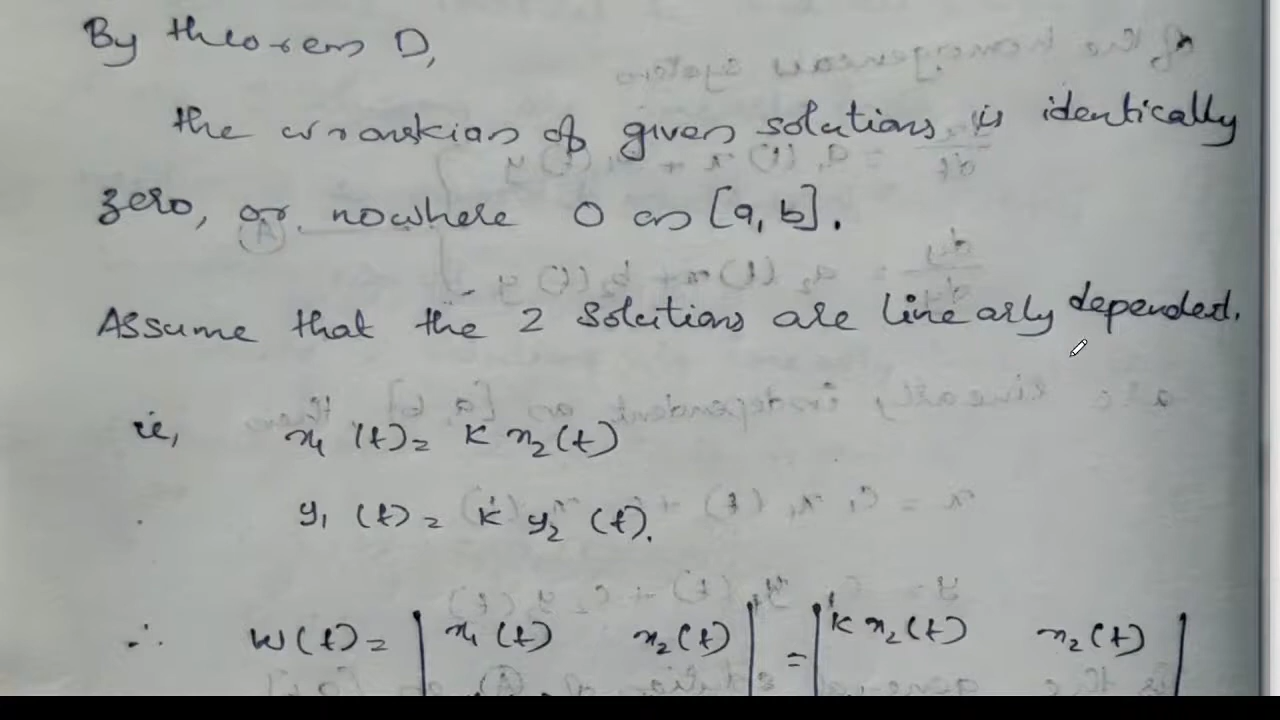 By theorem D,
the wronskian of given solutions is identically
zero, or nowhere 0 on [a, b].
Assume that the 2 solutions are linearly dependent.
ie, x₁(t) = k x₂(t)
y₁(t) = k y₂(t).
∴ W(t) = | x₁(t) x₂(t) | = | k x₂(t) x₂(t) |